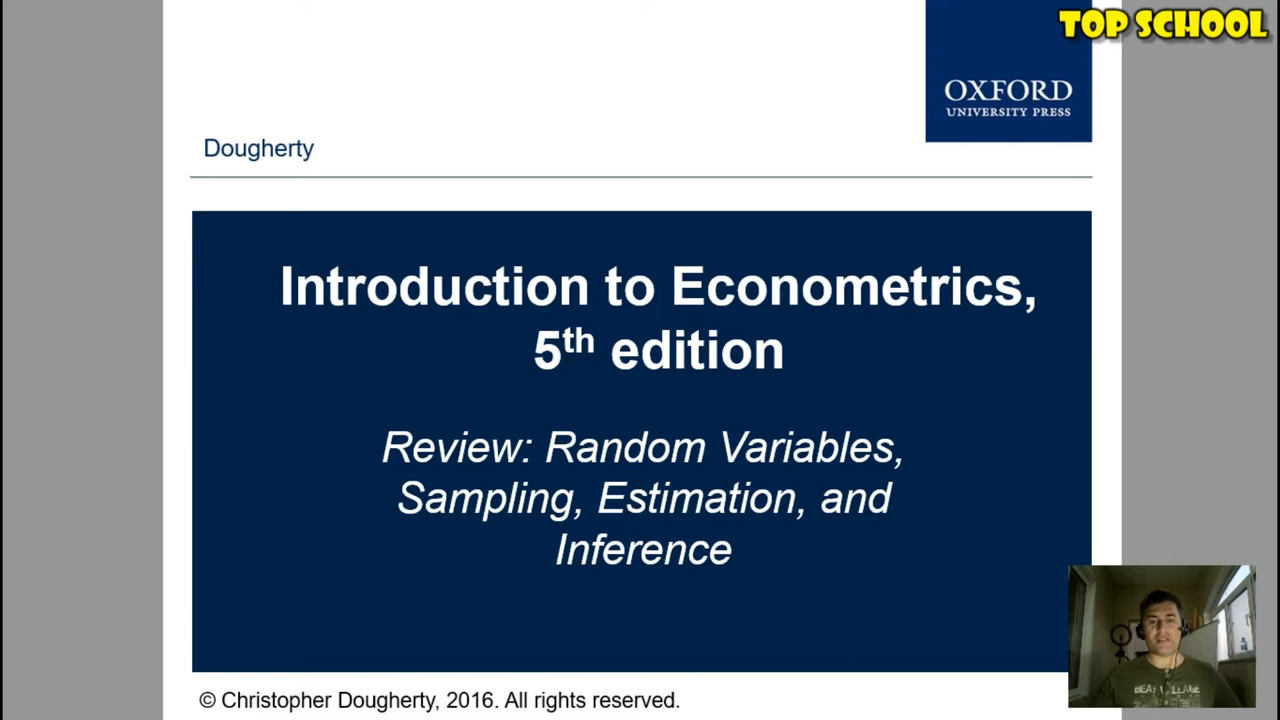 TOP SCHOOL
OXFORD
UNIVERSITY PRESS
Dougherty
Introduction to Econometrics,
5th edition
Review: Random Variables,
Sampling, Estimation, and
Inference
© Christopher Dougherty, 2016. All rights reserved.